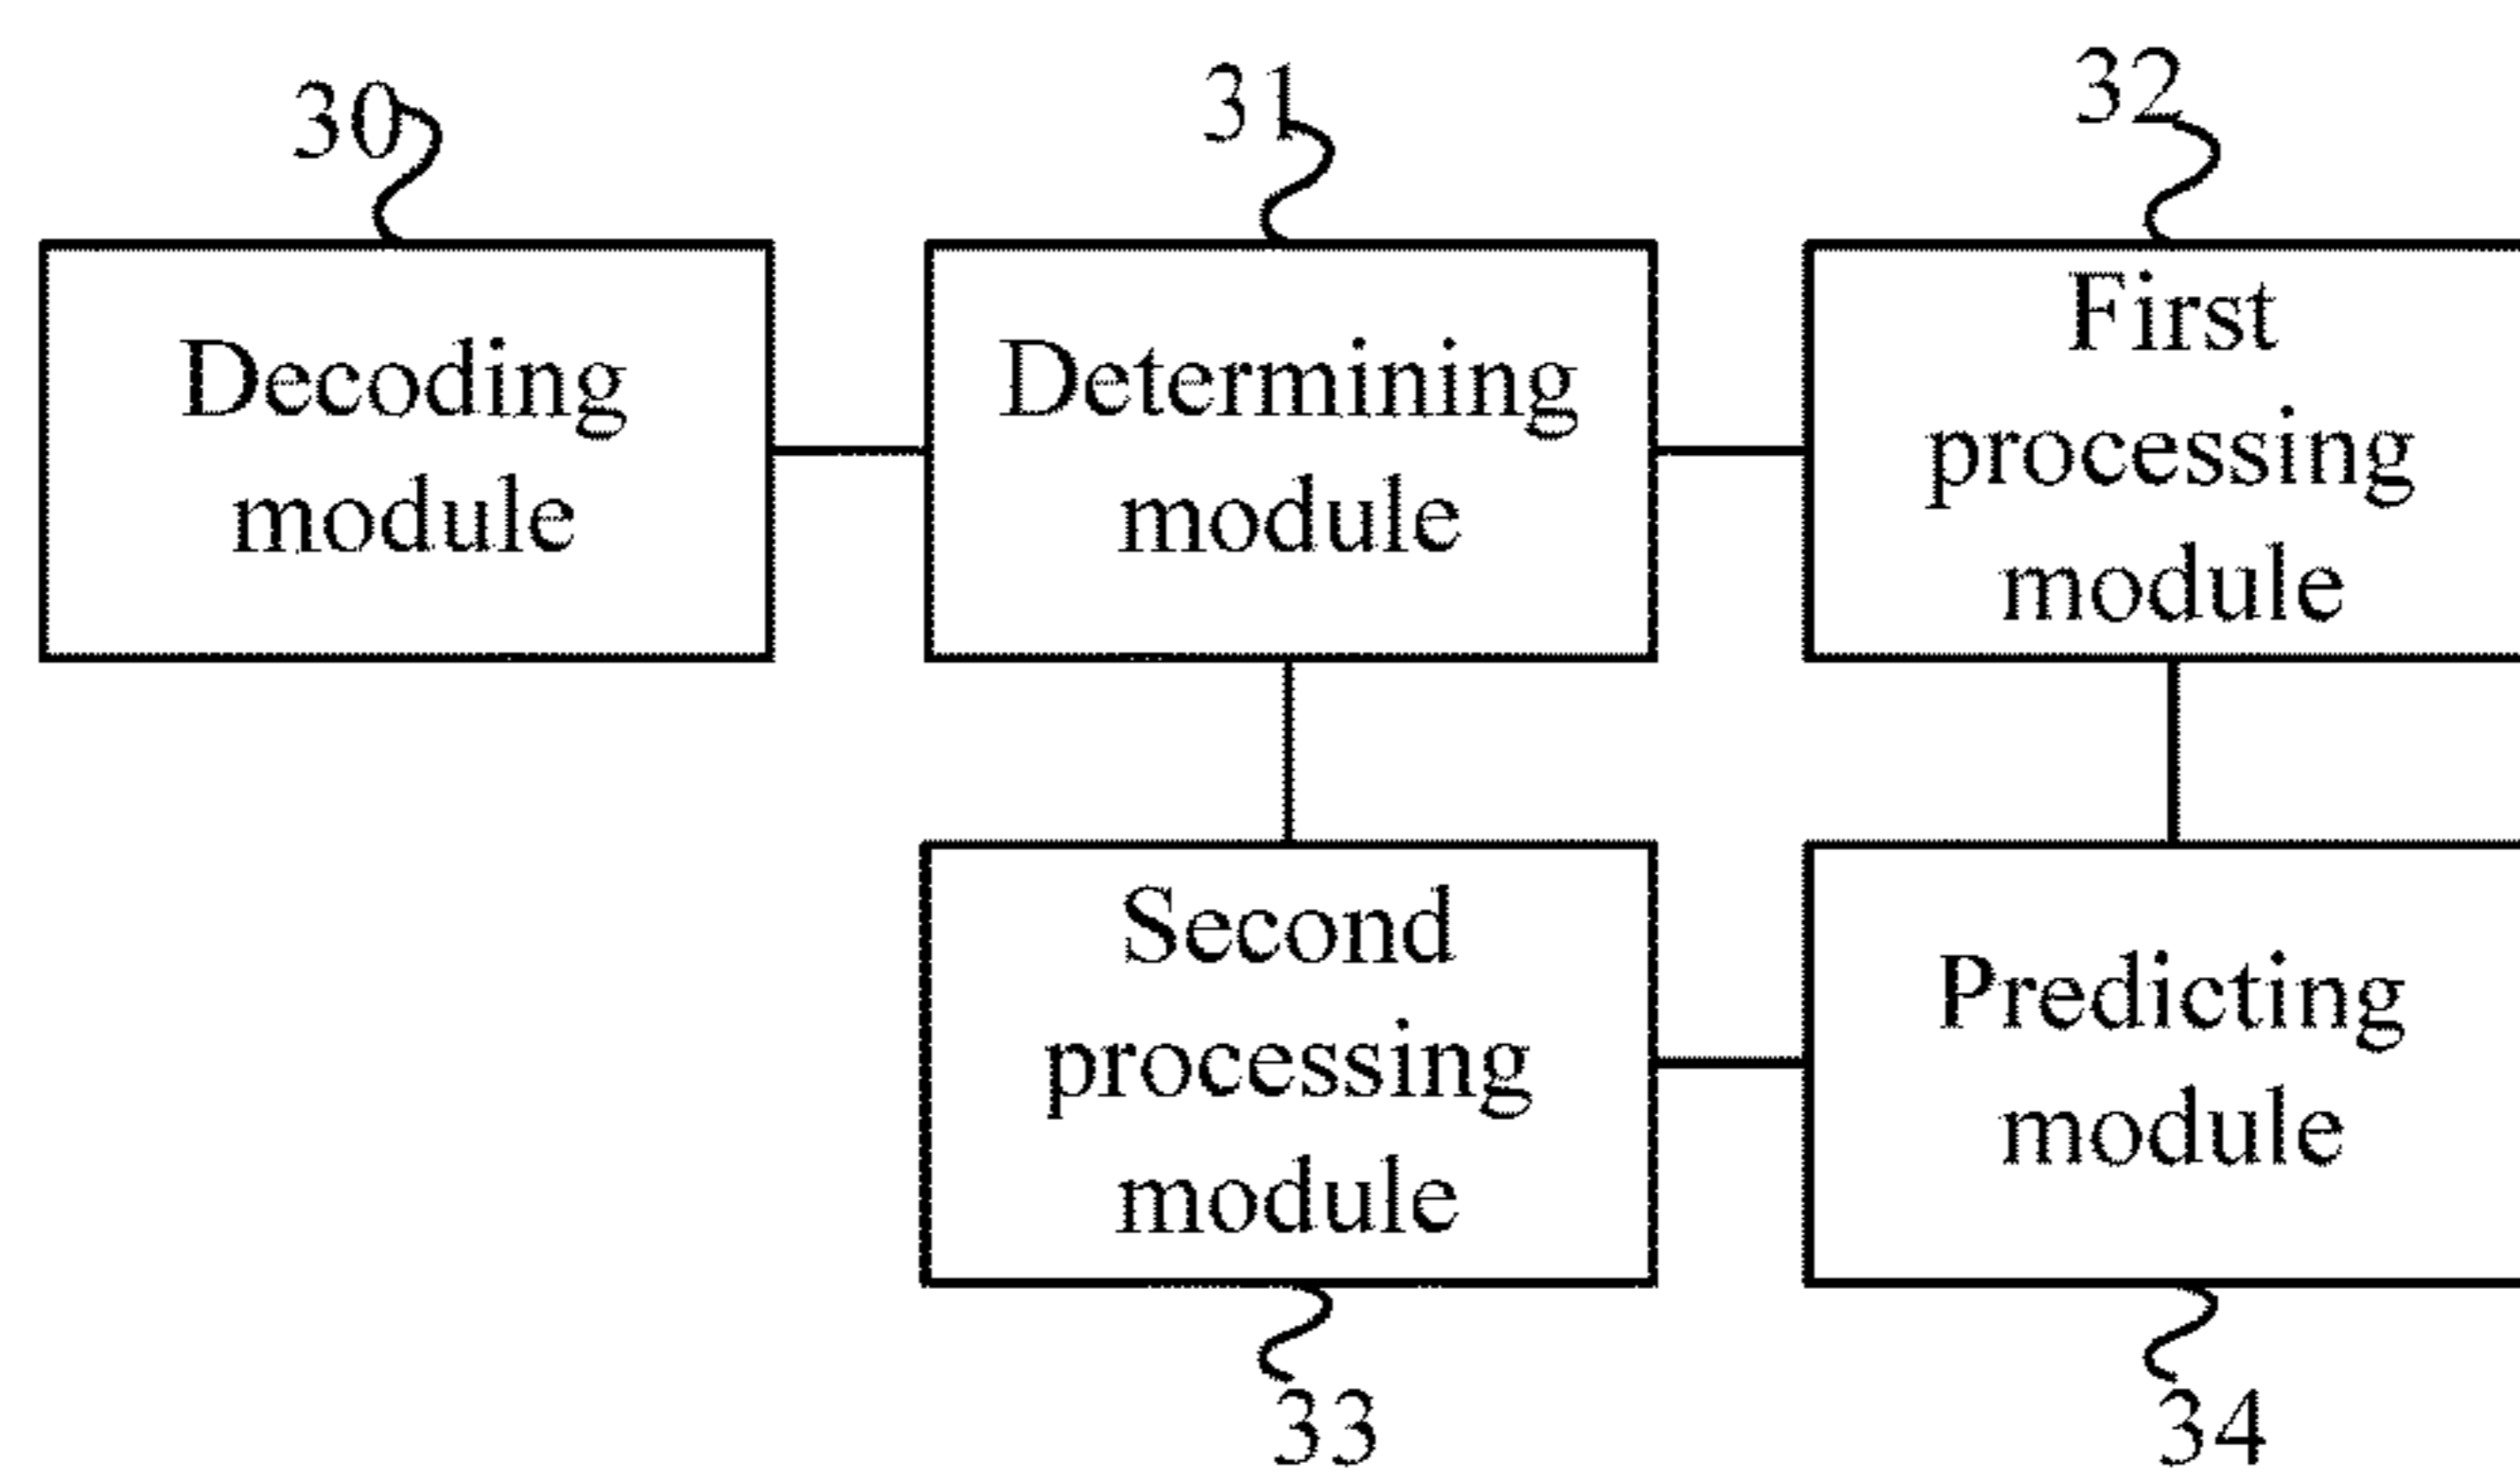 30
31
32
Decoding
module
Determining
module
First
processing
module
Second
processing
module
Predicting
module
33
34